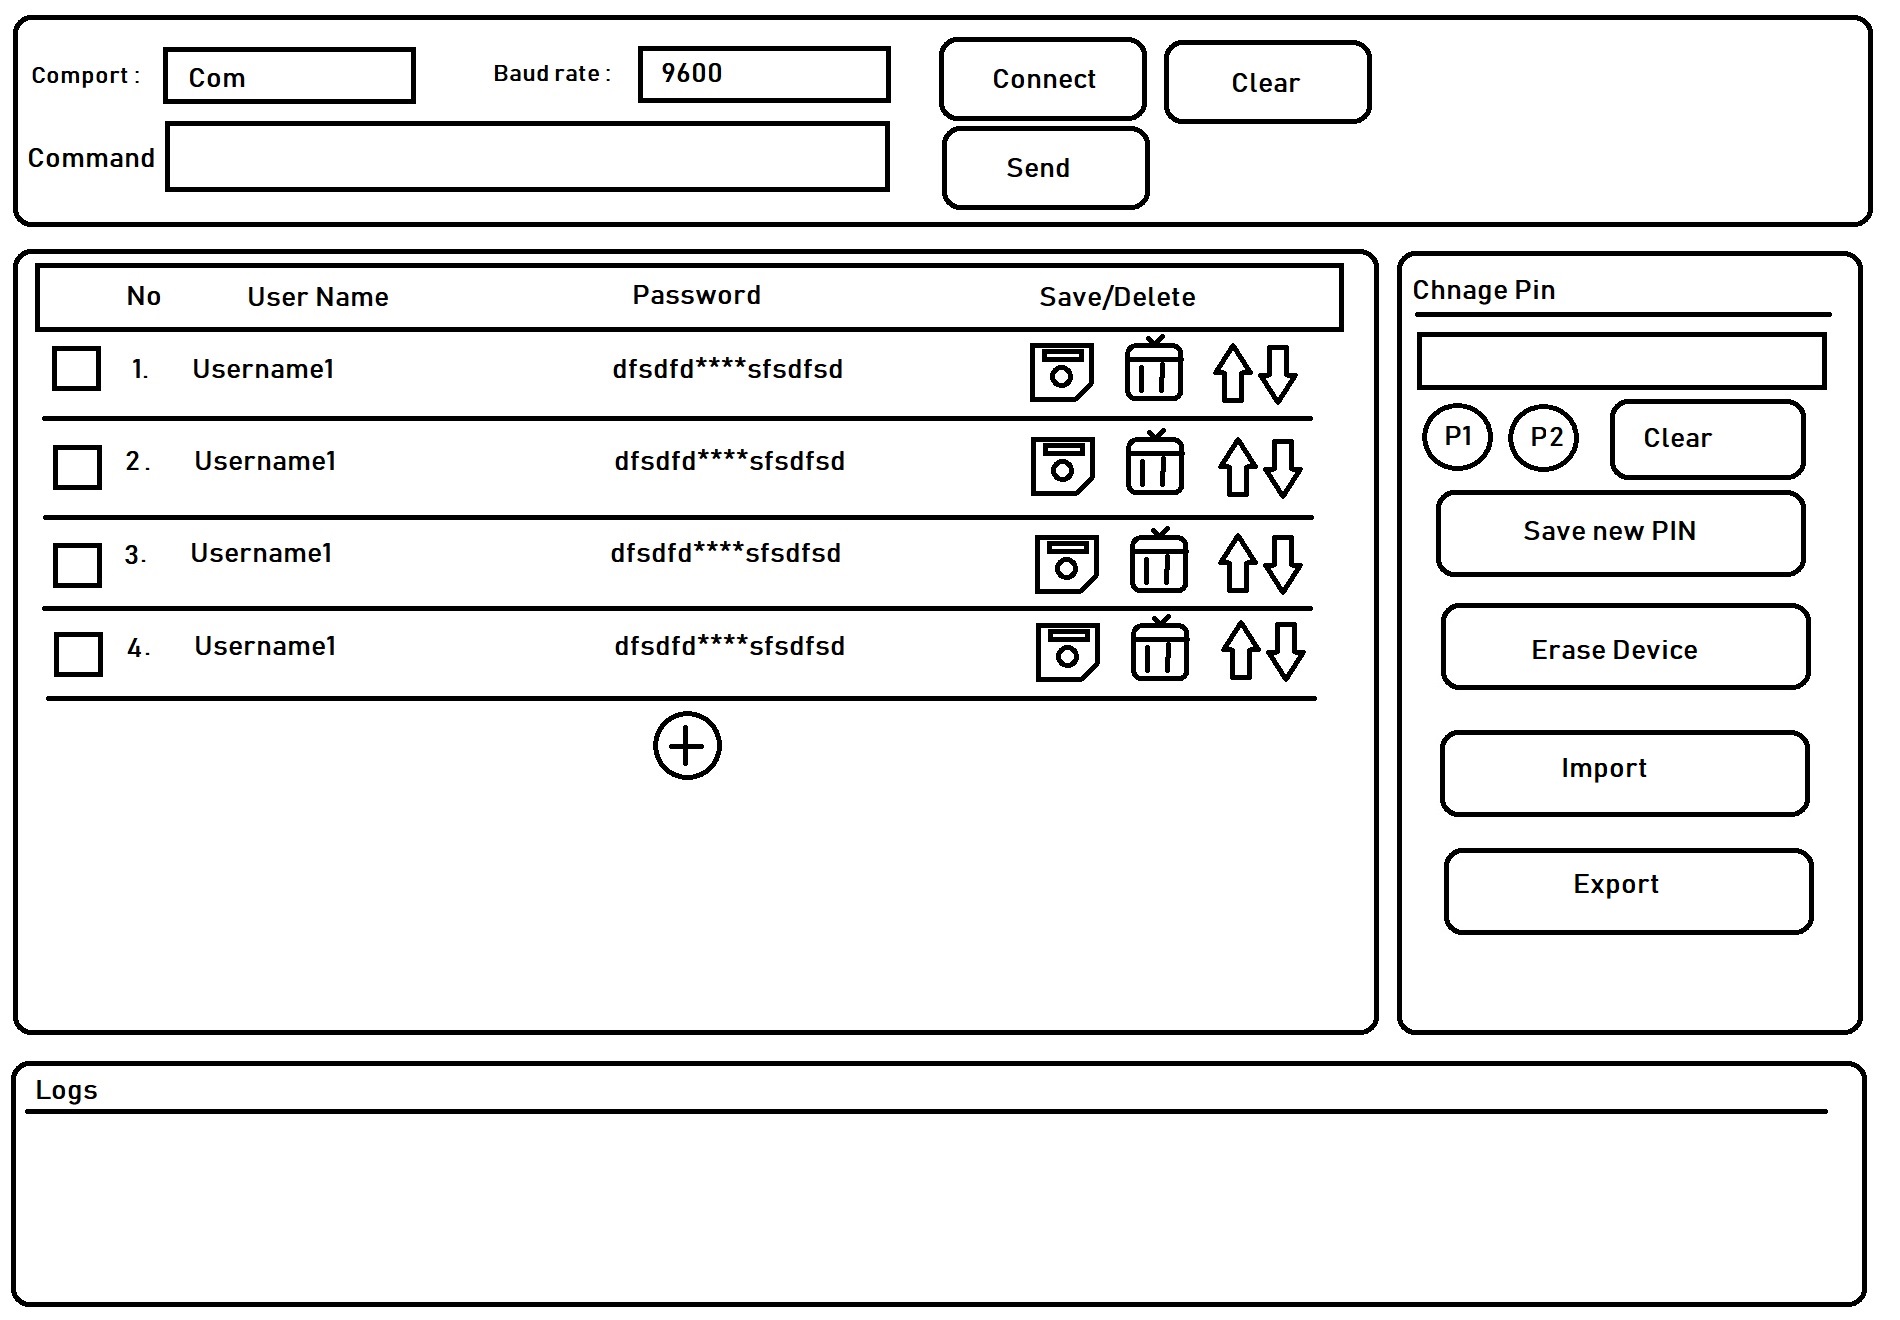 Comport : Com Baud rate : 9600 Connect Clear
Command Send
No User Name Password Save/Delete
1. Username1 dfsdfd****sfsdfsd
2. Username1 dfsdfd****sfsdfsd
3. Username1 dfsdfd****sfsdfsd
4. Username1 dfsdfd****sfsdfsd
Chnage Pin
P1 P2 Clear
Save new PIN
Erase Device
Import
Export
Logs